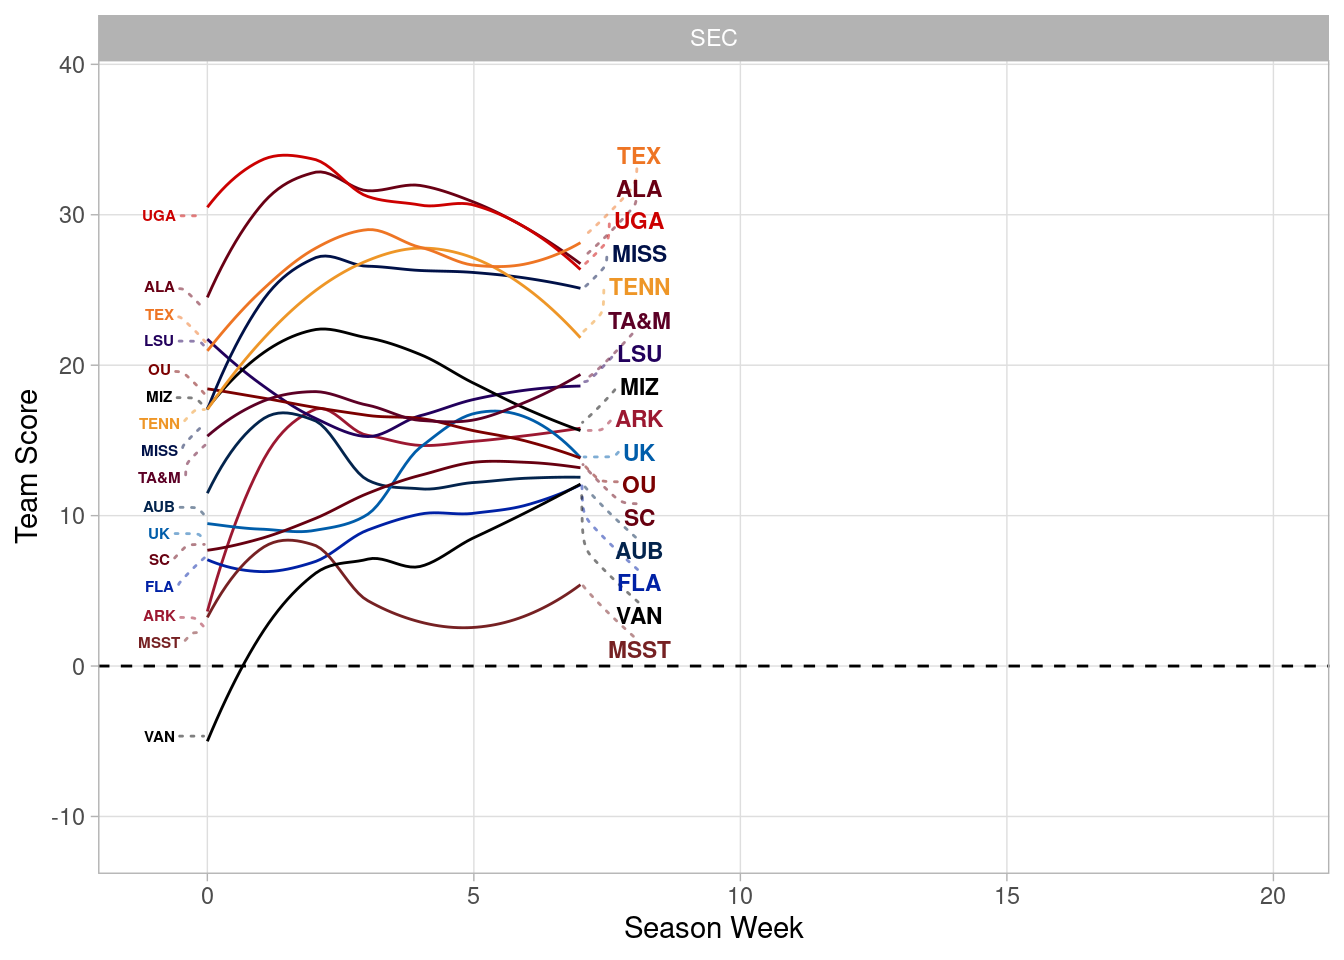 SEC
Team Score
40
30
20
10
0
-10
UGA
ALA
TEX
LSU
OU
MIZ
TENN
MISS
TA&M
AUB
UK
SC
FLA
ARK
MSST
VAN
TEX
ALA
UGA
MISS
TENN
TA&M
LSU
MIZ
ARK
UK
OU
SC
AUB
FLA
VAN
MSST
0 5 10 15 20
Season Week